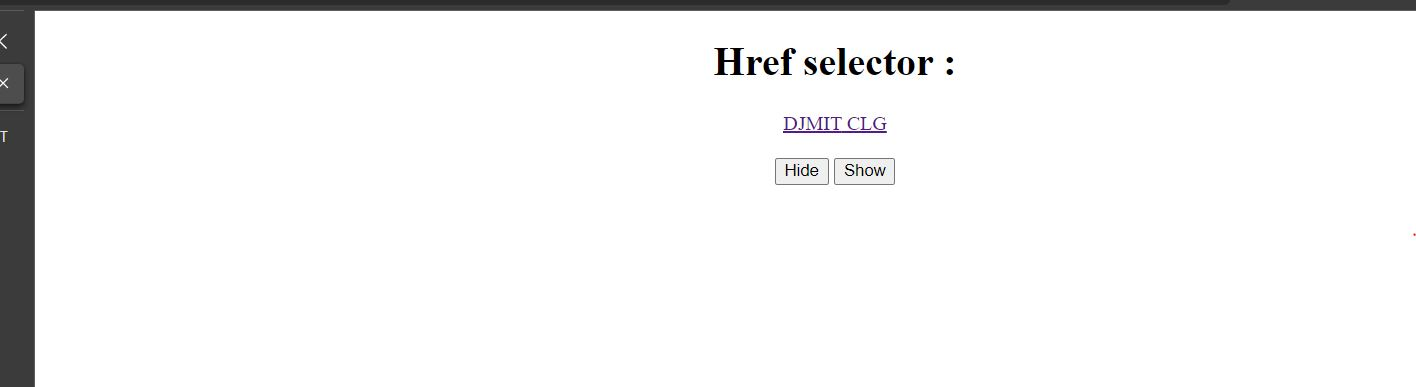 Href selector :
DJMIT CLG
Hide Show
T